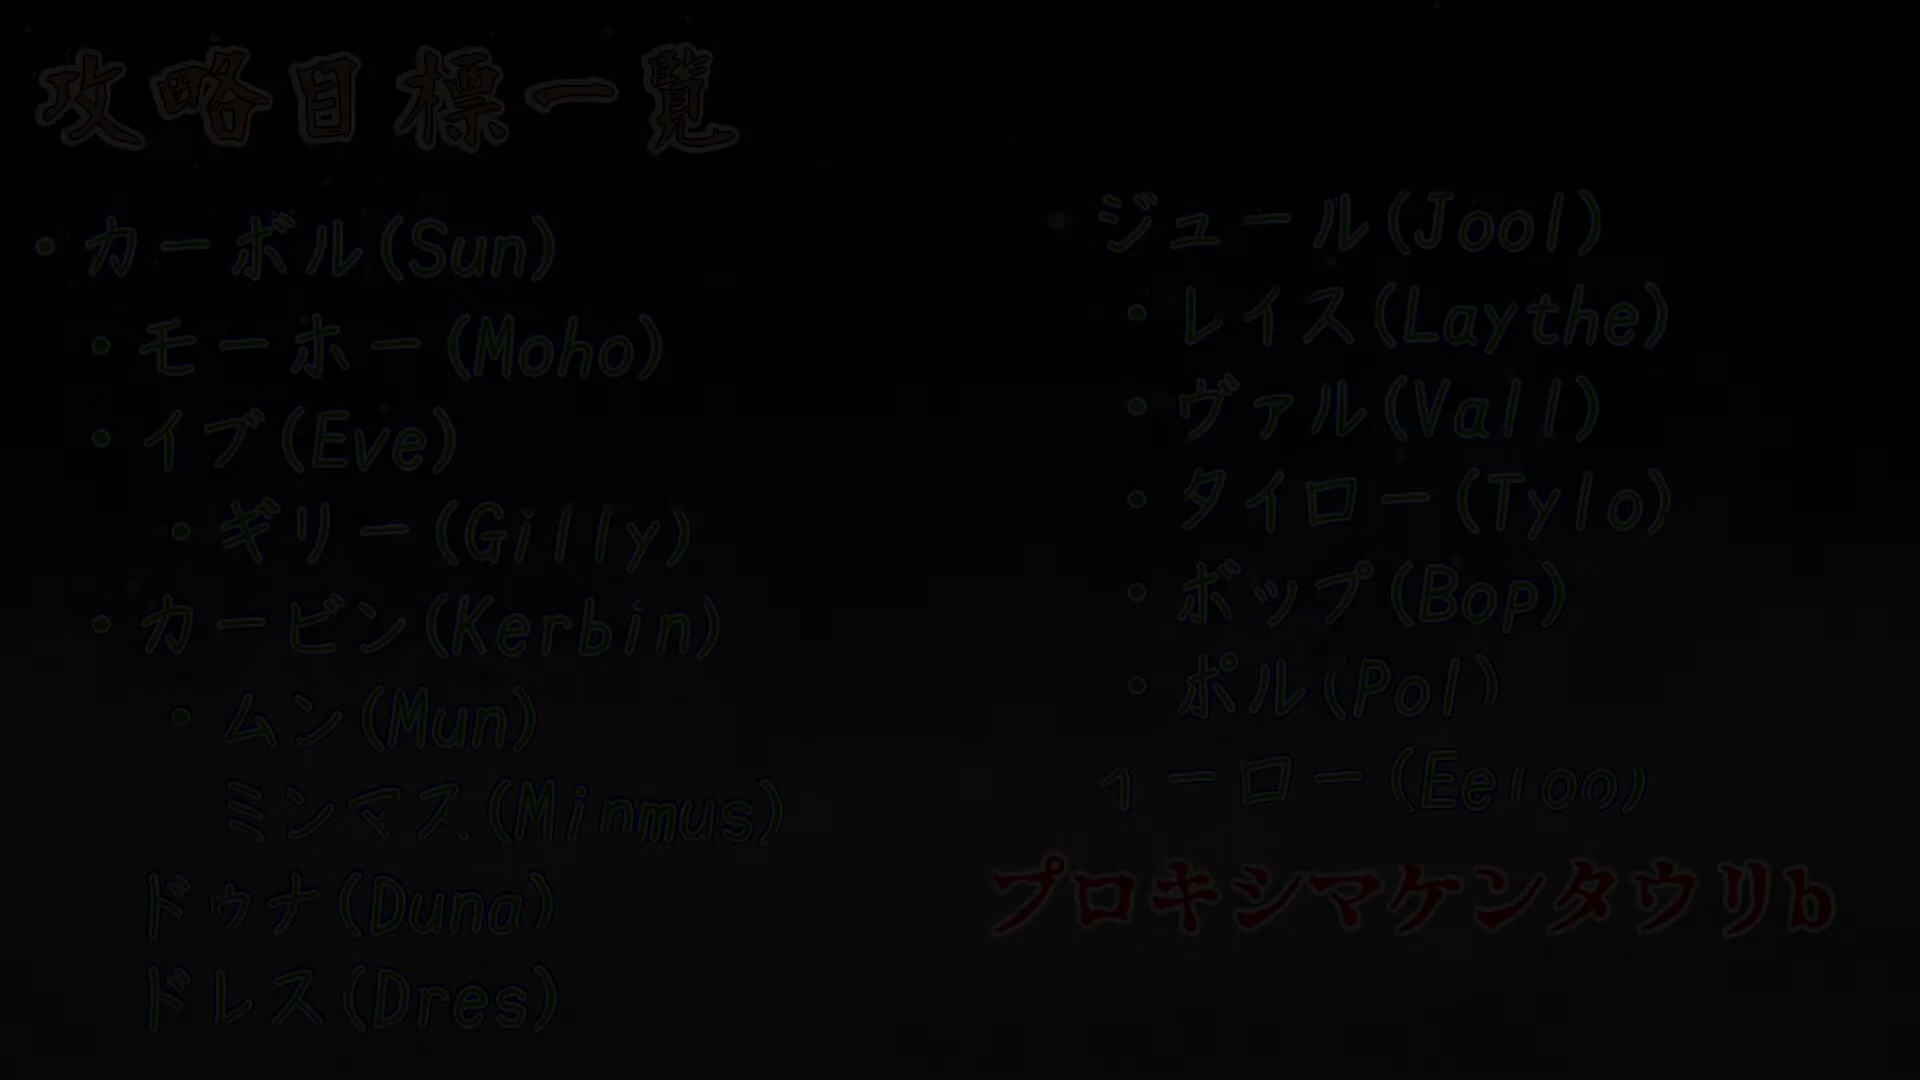 攻略目標一覧
・カーボル(Sun)
・モーホー(Moho)
・イブ(Eve)
・ギリー(Gilly)
・カービン(Kerbin)
・ムン(Mun)
ミンマス(Minmus)
ドゥナ(Duna)
ドレス(Dres)
ジュール(Jool)
・レイス(Laythe)
・ヴァル(Vall)
・タイロー(Tylo)
・ボップ(Bop)
・ポル(Pol)
イーロー(Eeloo)
プロキシマケンタウリb